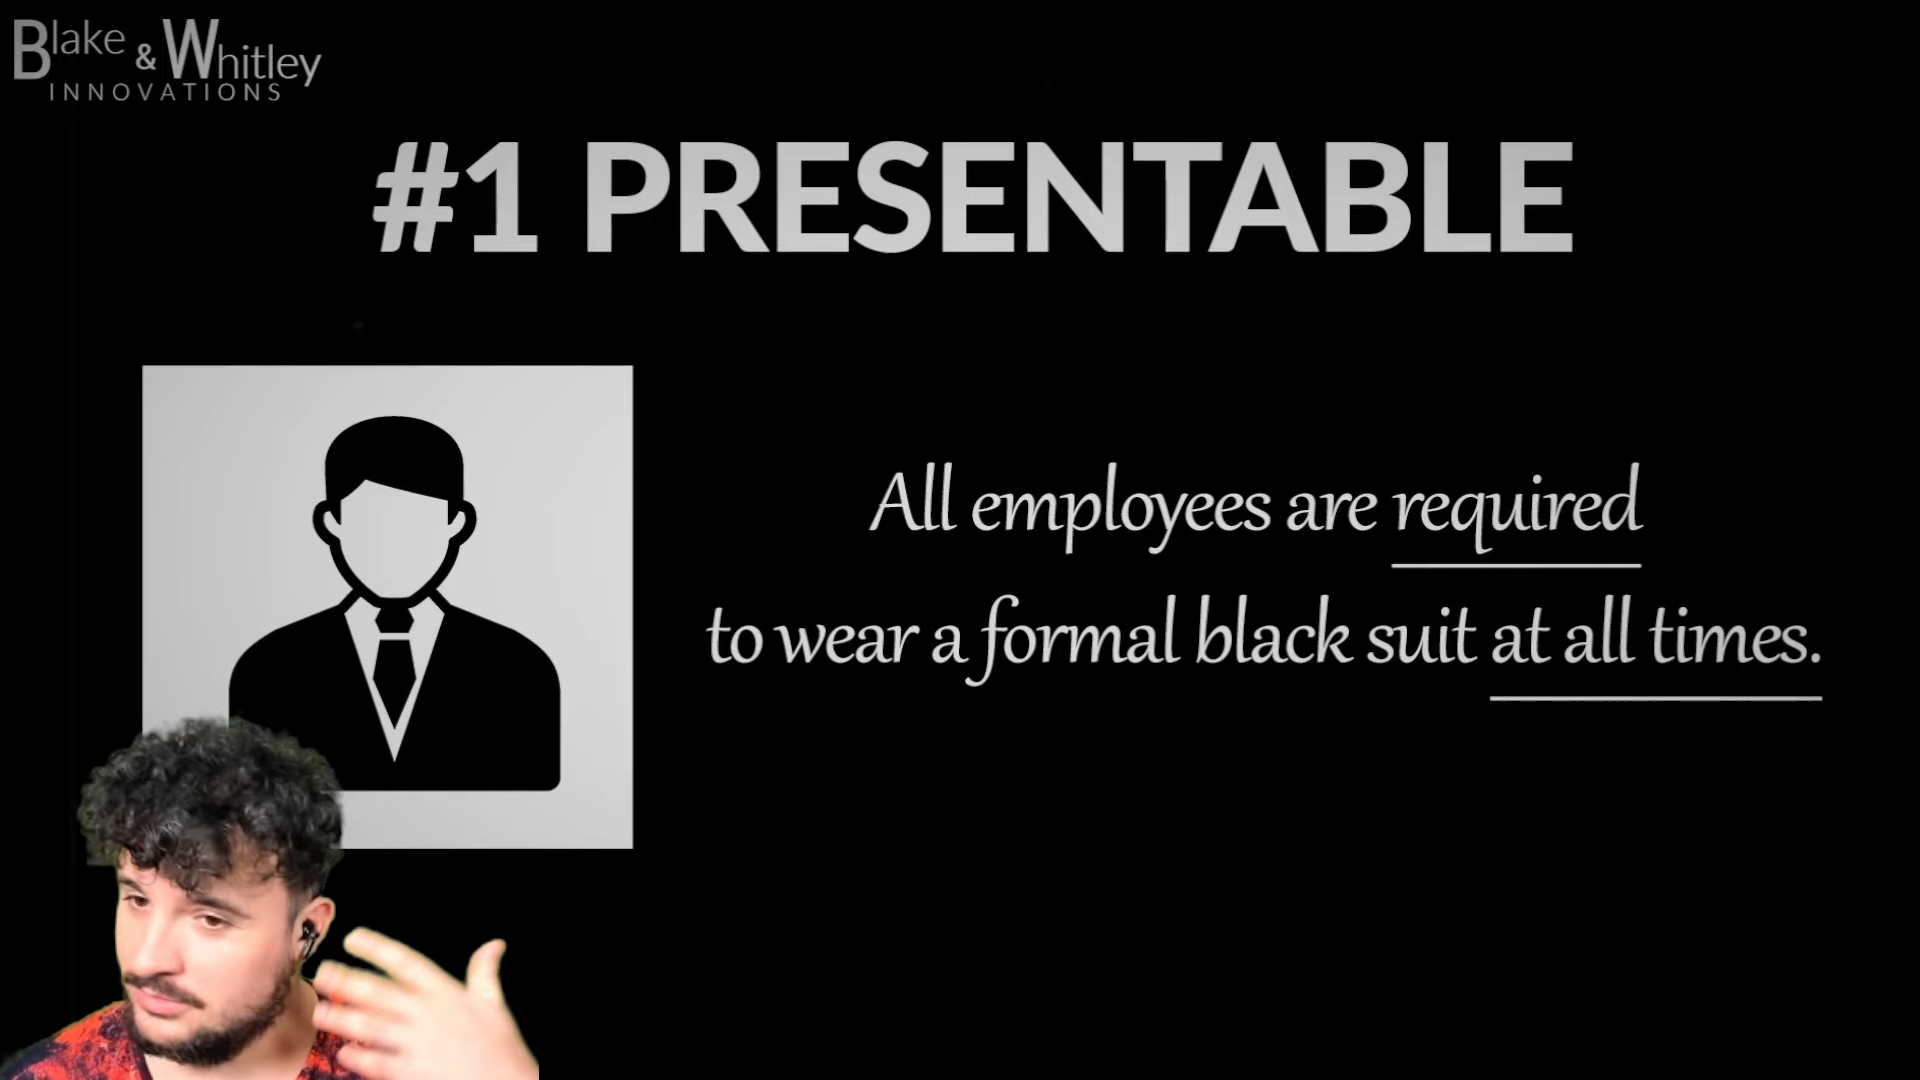 Blake & Whitley
INNOVATIONS
#1 PRESENTABLE
All employees are required
to wear a formal black suit at all times.